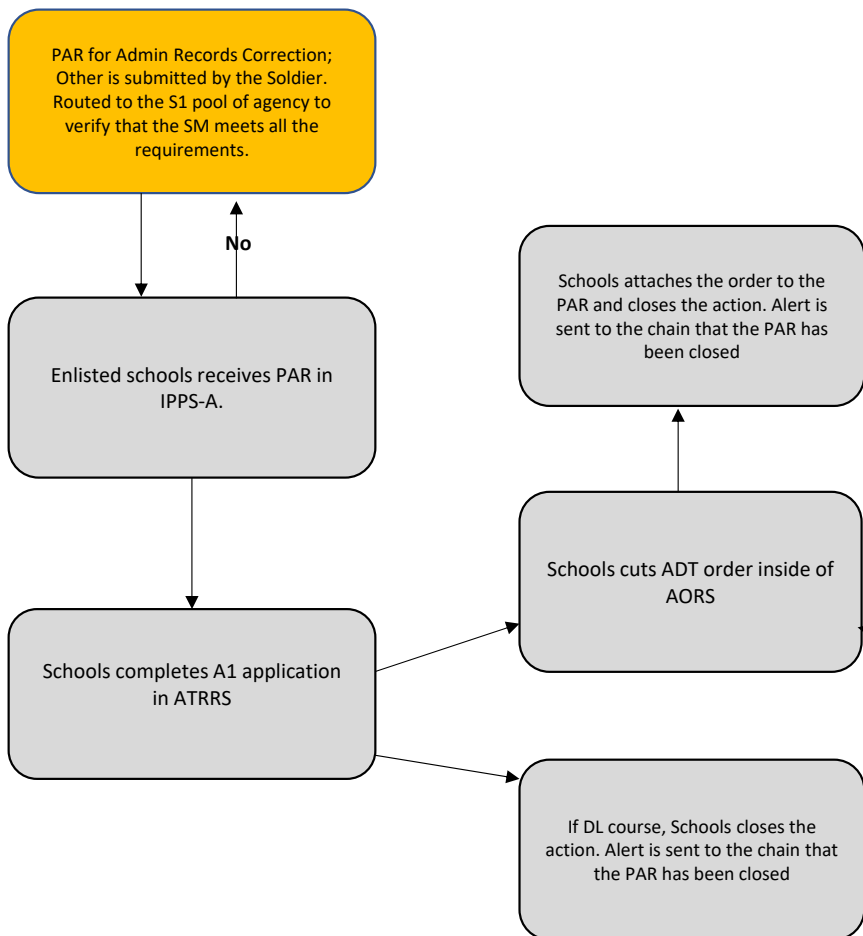 PAR for Admin Records Correction;
Other is submitted by the Soldier.
Routed to the S1 pool of agency to
verify that the SM meets all the
requirements.
No
Enlisted schools receives PAR in
IPPS-A.
Schools completes A1 application
in ATRRS
Schools attaches the order to the
PAR and closes the action. Alert is
sent to the chain that the PAR has
been closed
Schools cuts ADT order inside of
AORS
If DL course, Schools closes the
action. Alert is sent to the chain that
the PAR has been closed